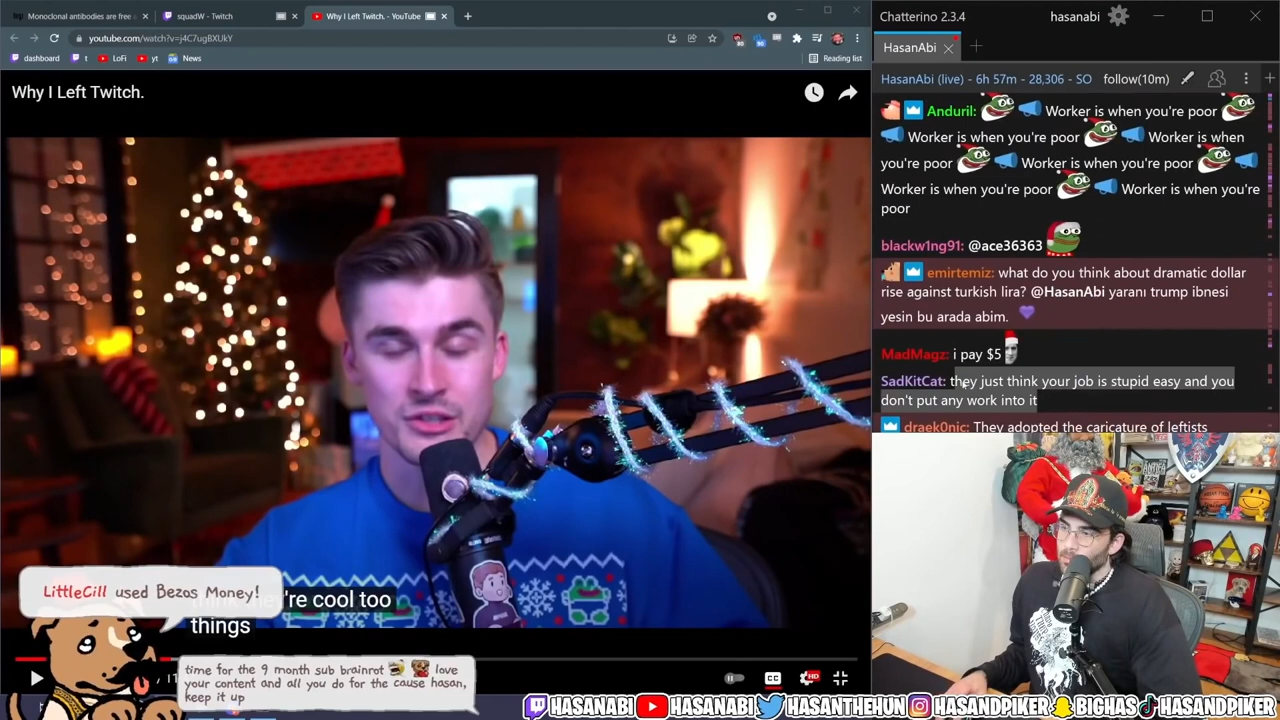 Monoclonal antibodies are free
squadW - Twitch
Why I Left Twitch. - YouTube
youtube.com/watch?v=j4C7ugBXUkY
dashboard
t
LoFi
yt
News
Reading list
Why I Left Twitch.
're cool too
things
LittleCill used Bezos Money!
time for the 9 month sub brainrot love
your content and all you do for the cause hasan,
keep it up
CC
HD
Chatterino 2.3.4
hasanabi
HasanAbi
HasanAbi (live) - 6h 57m - 28,306 - SO
follow(10m)
Anduril: Worker is when you're poor
Worker is when you're poor Worker is when
you're poor Worker is when you're poor
Worker is when you're poor Worker is when you're
poor
blackw1ng91: @ace36363
emirtemiz: what do you think about dramatic dollar
rise against turkish lira? @HasanAbi yaranı trump ibnesi
yesin bu arada abim.
MadMagz: i pay $5
SadKitCat: they just think your job is stupid easy and you
don't put any work into it
draek0nic: They adopted the caricature of leftists
HASANABI
HASANABI
HASANTHEHUN
HASANDPIKER
BIGHAS
HASANDPIKER